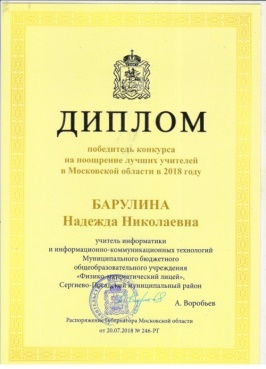 ДИПЛОМ
победитель конкурса
на поощрение лучших учителей
в Московской области в 2018 году
БАРУЛИНА
Надежда Николаевна
учитель информатики
и информационно-коммуникационных технологий
Муниципального бюджетного
общеобразовательного учреждения
«Физико-математический лицей»,
Сергиево-Посадский муниципальный район
А. Воробьев
Распоряжение Губернатора Московской области
от 20.07.2018 № 246-РГ